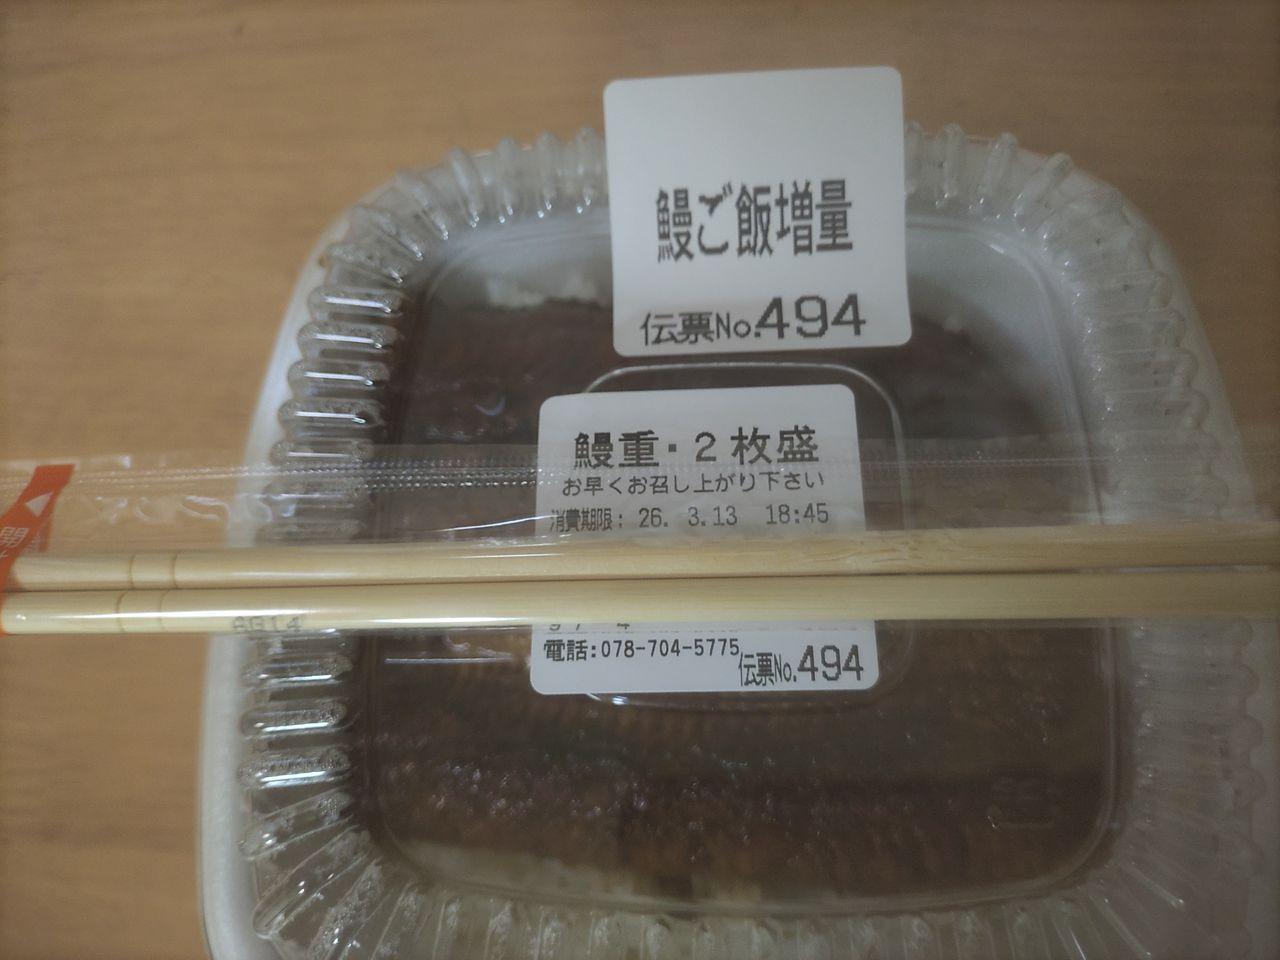 鰻ご飯増量
伝票No.494
鰻重・2枚盛
お早くお召し上がり下さい
消費期限: 26. 3.13 18:45
電話:078-704-5775
伝票No.494
開
AG14